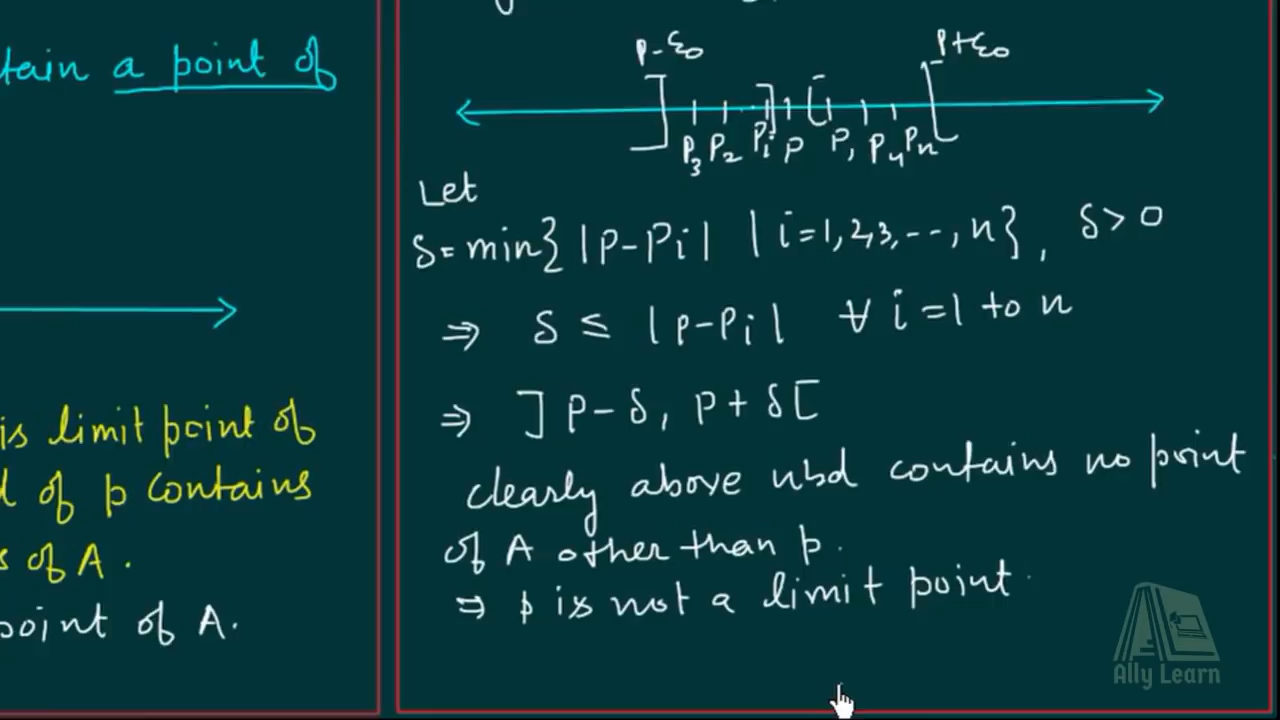 tain a point of
is limit point of
of p contains
s of A.
point of A.
P-ε₀ P+ε₀
P₃ P₂ Pᵢ P P₁ P₄ Pₙ
Let
δ=min{ |P-Pᵢ| | i=1,2,3,--,n}, δ>0
⇒ δ ≤ |P-Pᵢ| ∀ i=1 to n
⇒ ]P-δ, P+δ[
clearly above nbd contains no point
of A other than p.
⇒ p is not a limit point.
Ally Learn